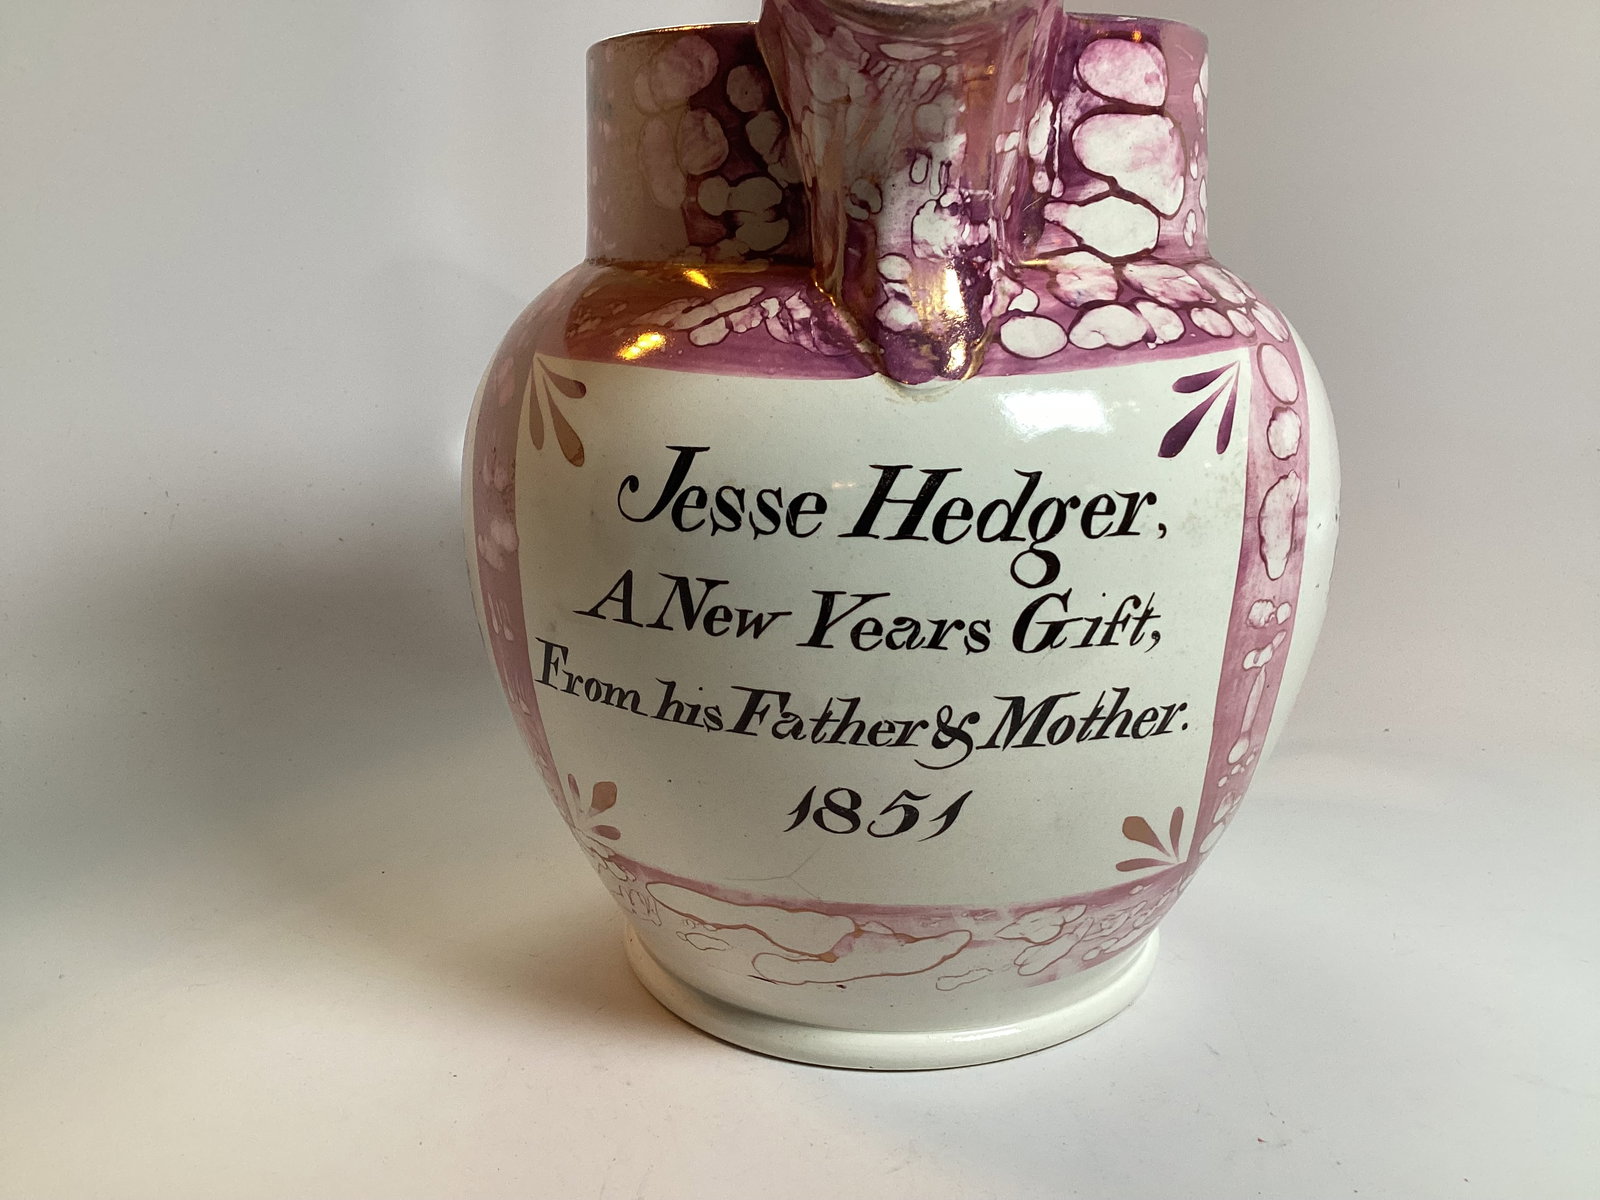 Jesse Hedger,
A New Years Gift,
From his Father & Mother.
1851